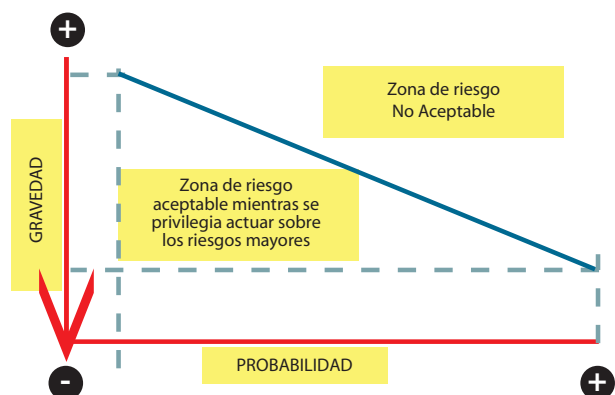 +
Zona de riesgo
No Aceptable
GRAVEDAD
Zona de riesgo
aceptable mientras se
privilegia actuar sobre
los riesgos mayores
PROBABILIDAD
-
+